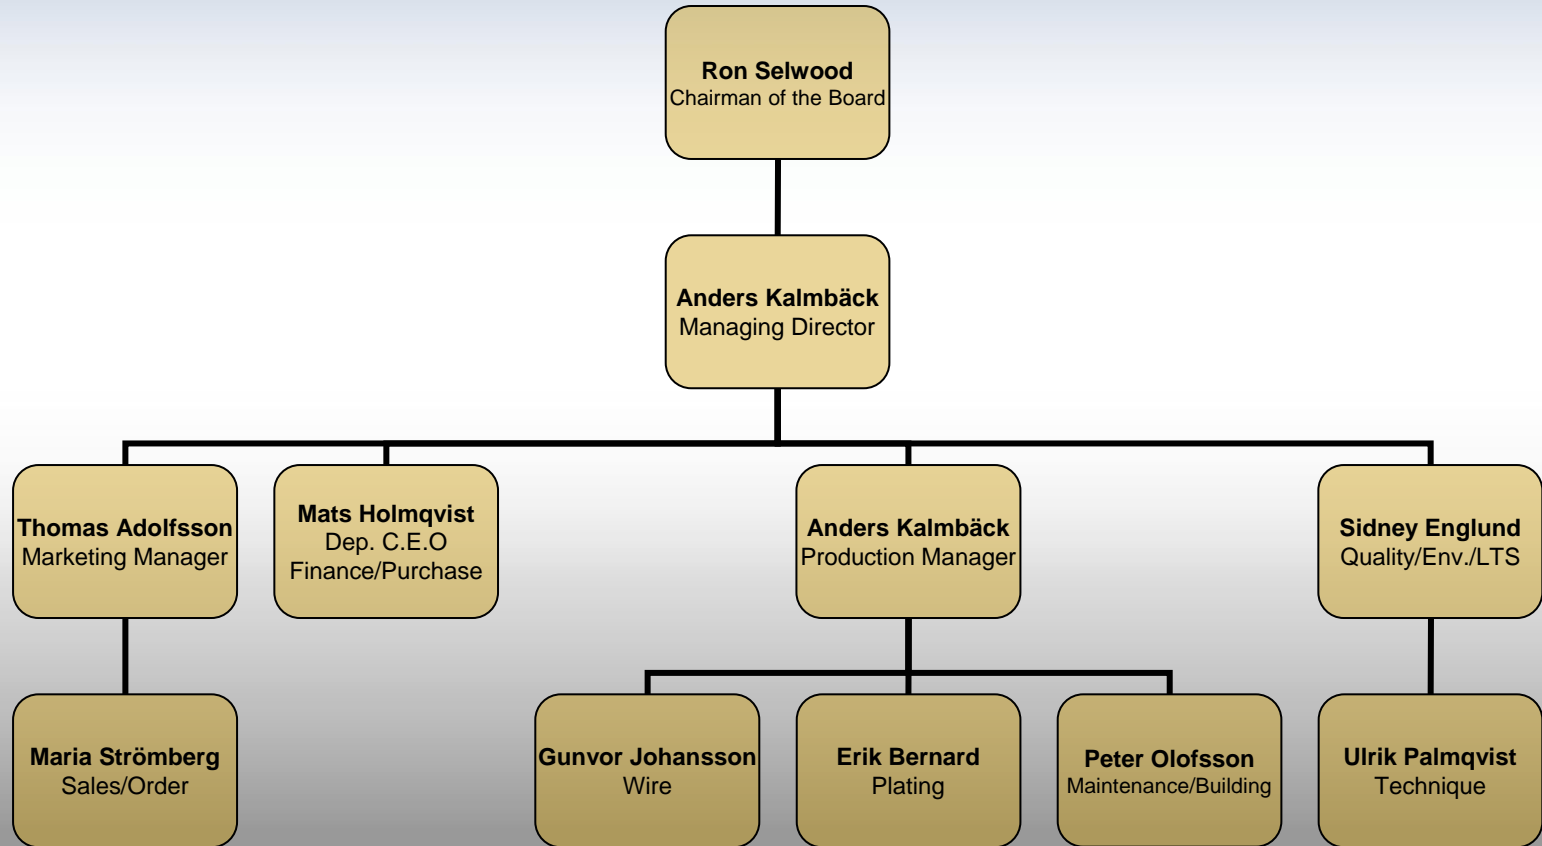 Ron Selwood
Chairman of the Board
Anders Kalmbäck
Managing Director
Thomas Adolfsson
Marketing Manager
Mats Holmqvist
Dep. C.E.O
Finance/Purchase
Anders Kalmbäck
Production Manager
Sidney Englund
Quality/Env./LTS
Maria Strömberg
Sales/Order
Gunvor Johansson
Wire
Erik Bernard
Plating
Peter Olofsson
Maintenance/Building
Ulrik Palmqvist
Technique